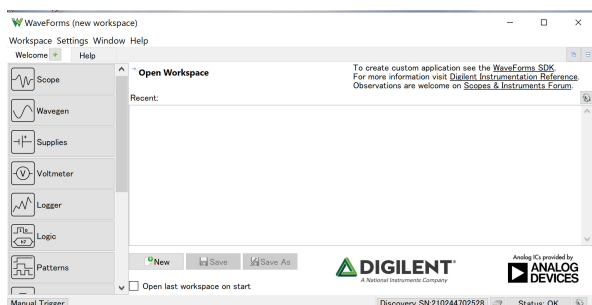 WaveForms (new workspace)
Workspace Settings Window Help
Welcome Help
Scope
Wavegen
Supplies
Voltmeter
Logger
Logic
Patterns
Open Workspace
To create custom application see the WaveForms SDK.
For more information visit Digilent Instrumentation Reference.
Observations are welcome on Scopes & Instruments Forum.
Recent:
New Save Save As
Open last workspace on start
DIGILENT
A National Instruments Company
Analog ICs provided by
ANALOG
DEVICES
Manual Trigger
Discovery SN:210244702528 Status: OK